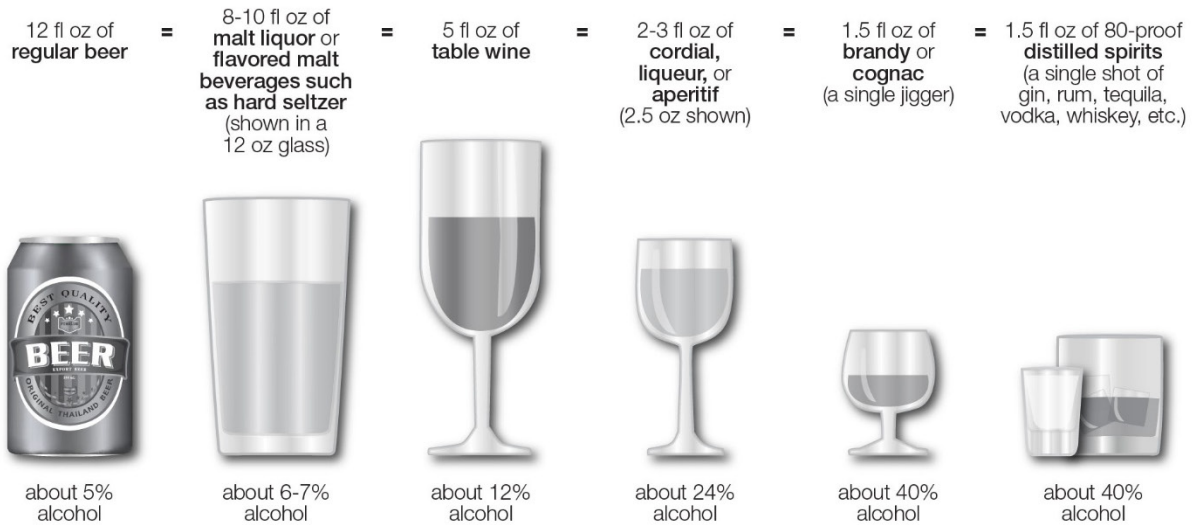 12 fl oz of
regular beer
=
8-10 fl oz of
malt liquor or
flavored malt
beverages such
as hard seltzer
(shown in a
12 oz glass)
=
5 fl oz of
table wine
=
2-3 fl oz of
cordial,
liqueur, or
aperitif
(2.5 oz shown)
=
1.5 fl oz of
brandy or
cognac
(a single jigger)
=
1.5 fl oz of 80-proof
distilled spirits
(a single shot of
gin, rum, tequila,
vodka, whiskey, etc.)
BEST QUALITY
BEER
EXPORT BEER
ORIGINAL THAILAND BEER
about 5%
alcohol
about 6-7%
alcohol
about 12%
alcohol
about 24%
alcohol
about 40%
alcohol
about 40%
alcohol